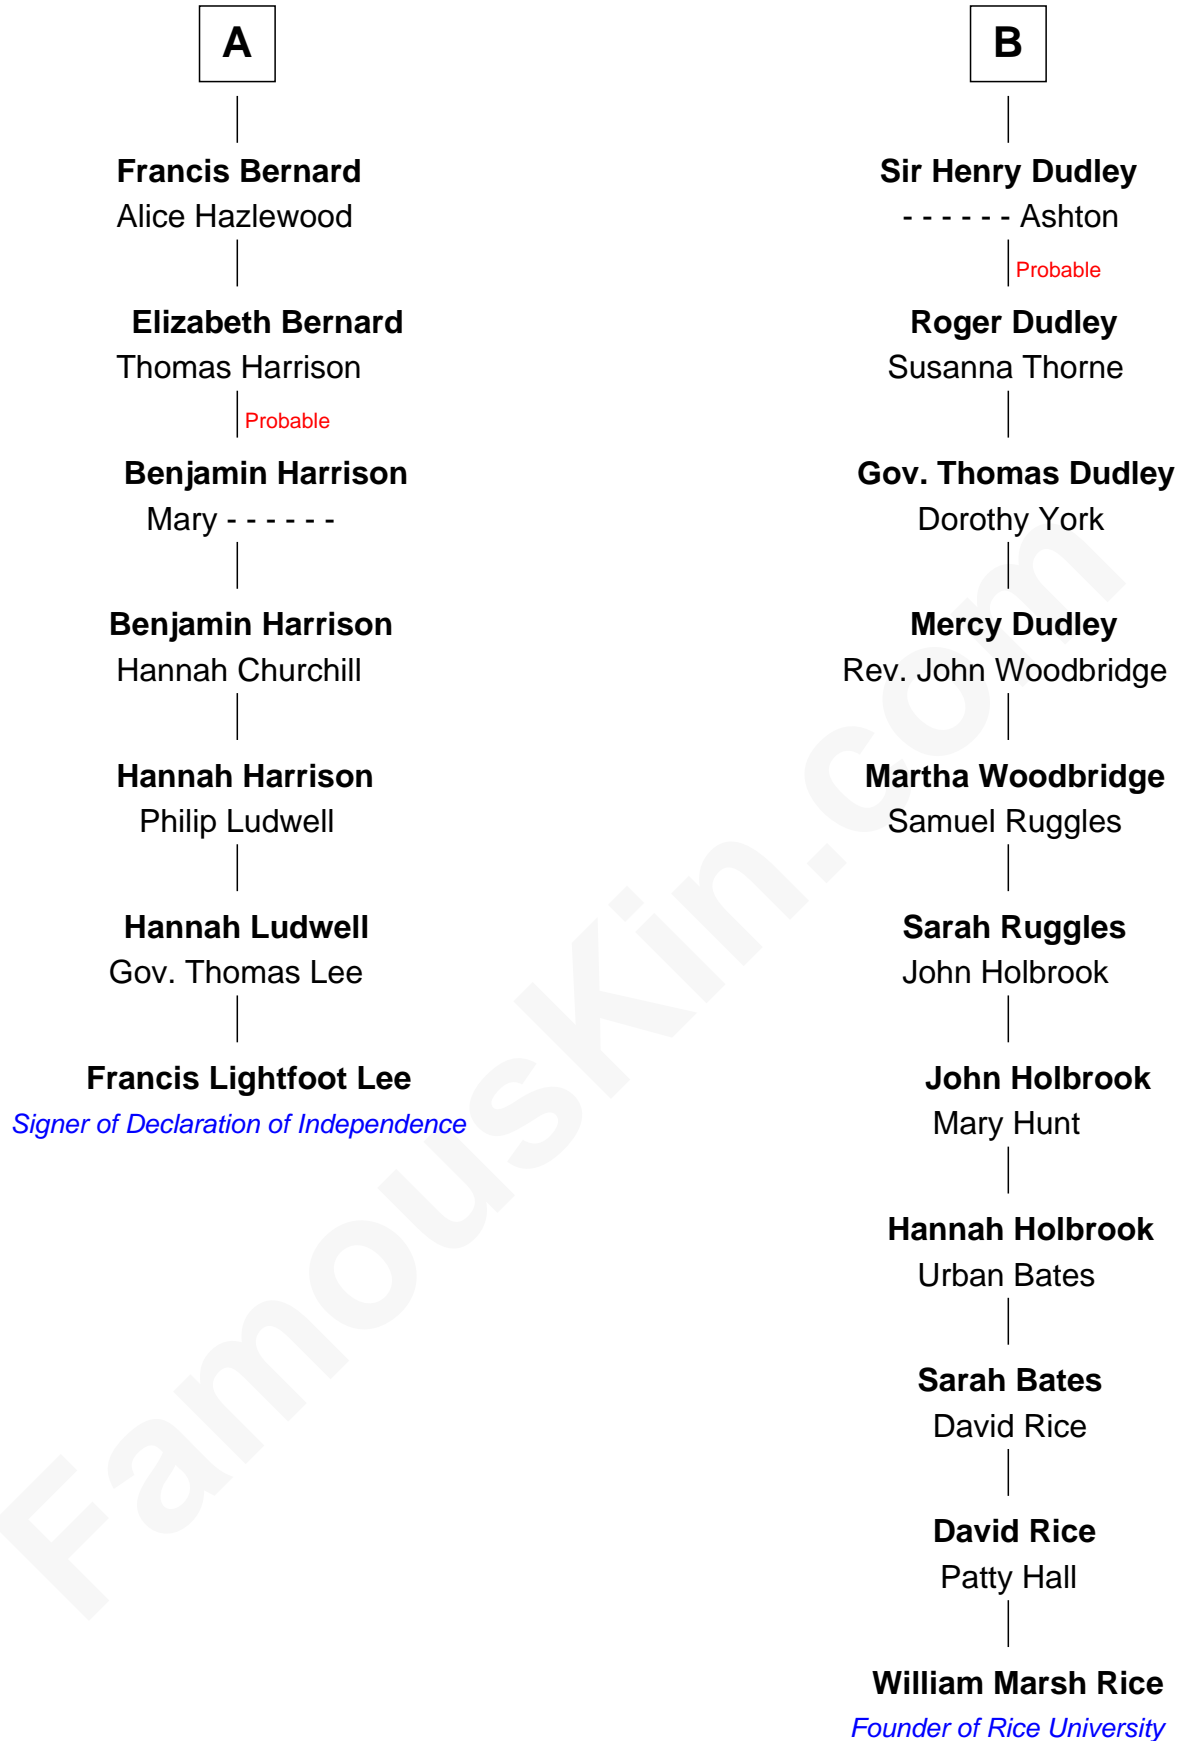 A
Francis Bernard
Alice Hazlewood
Elizabeth Bernard
Thomas Harrison
Probable
Benjamin Harrison
Mary - - - - - -
Benjamin Harrison
Hannah Churchill
Hannah Harrison
Philip Ludwell
Hannah Ludwell
Gov. Thomas Lee
Francis Lightfoot Lee
Signer of Declaration of Independence
B
Sir Henry Dudley
- - - - - - Ashton
Probable
Roger Dudley
Susanna Thorne
Gov. Thomas Dudley
Dorothy York
Mercy Dudley
Rev. John Woodbridge
Martha Woodbridge
Samuel Ruggles
Sarah Ruggles
John Holbrook
John Holbrook
Mary Hunt
Hannah Holbrook
Urban Bates
Sarah Bates
David Rice
David Rice
Patty Hall
William Marsh Rice
Founder of Rice University
FamousKin.com